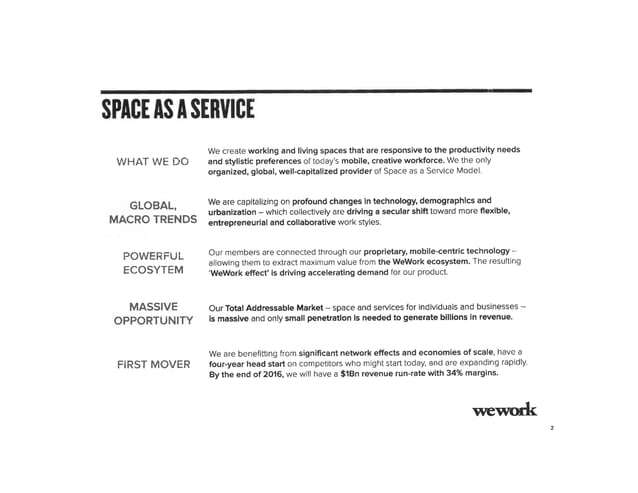 SPACE AS A SERVICE
WHAT WE DO
We create working and living spaces that are responsive to the productivity needs
and stylistic preferences of today's mobile, creative workforce. We the only
organized, global, well-capitalized provider of Space as a Service Model.
GLOBAL,
MACRO TRENDS
We are capitalizing on profound changes in technology, demographics and
urbanization – which collectively are driving a secular shift toward more flexible,
entrepreneurial and collaborative work styles.
POWERFUL
ECOSYTEM
Our members are connected through our proprietary, mobile-centric technology –
allowing them to extract maximum value from the WeWork ecosystem. The resulting
'WeWork effect' is driving accelerating demand for our product.
MASSIVE
OPPORTUNITY
Our Total Addressable Market – space and services for individuals and businesses –
is massive and only small penetration is needed to generate billions in revenue.
FIRST MOVER
We are benefitting from significant network effects and economies of scale, have a
four-year head start on competitors who might start today, and are expanding rapidly.
By the end of 2016, we will have a $1Bn revenue run-rate with 34% margins.
wework
2